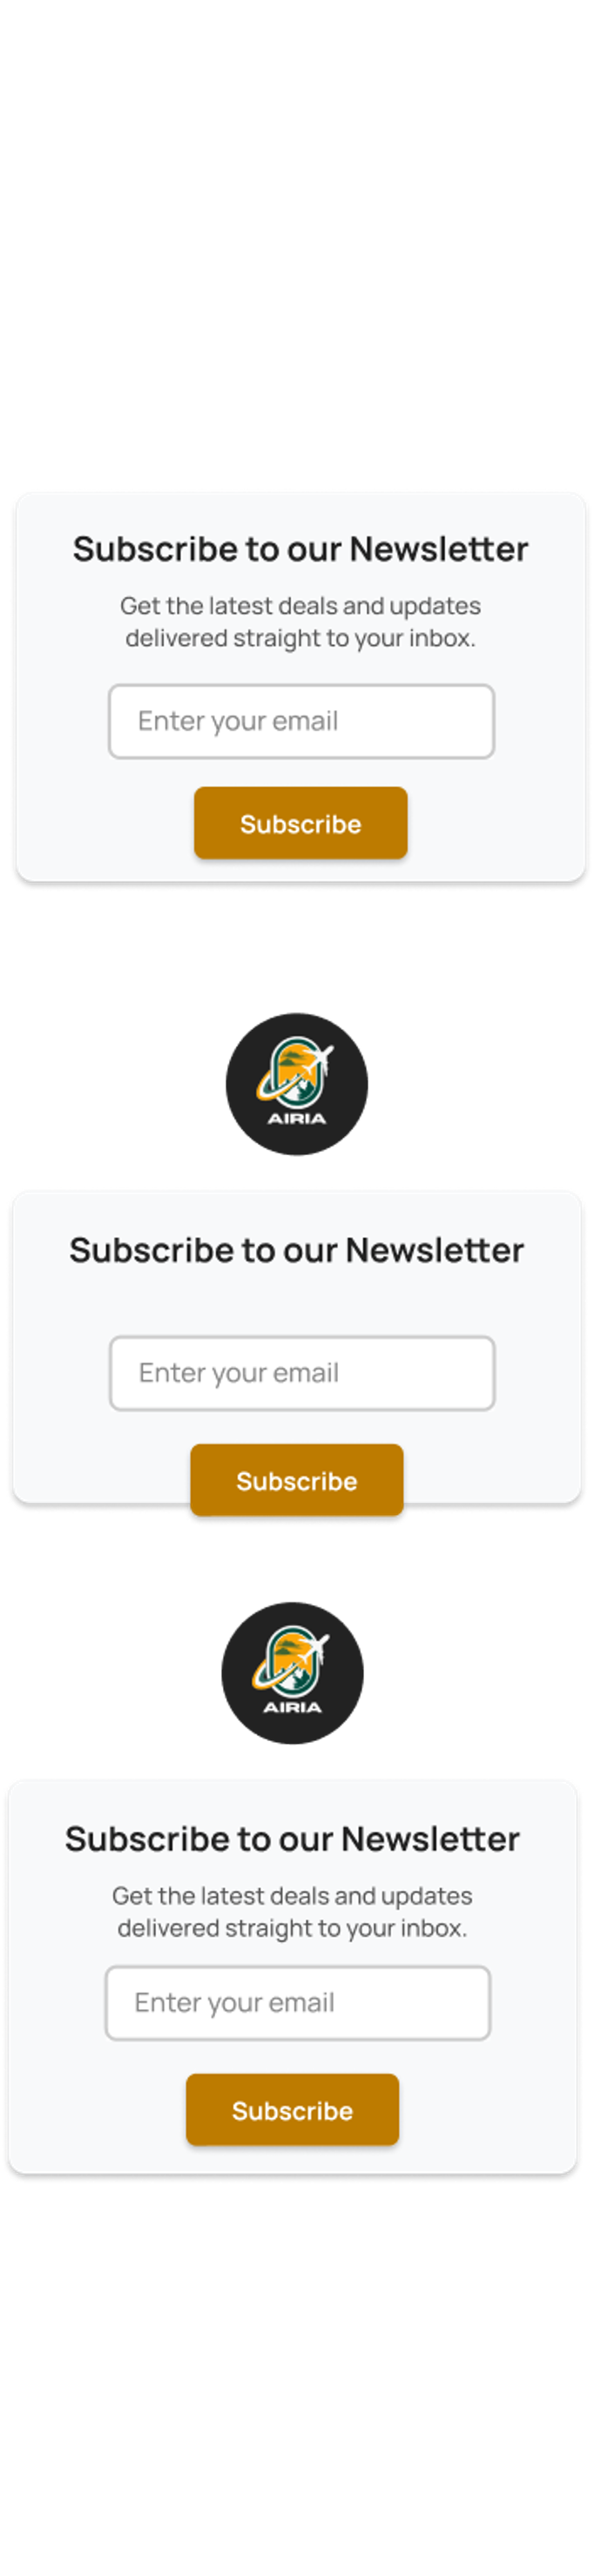 Subscribe to our Newsletter
Get the latest deals and updates
delivered straight to your inbox.
Enter your email
Subscribe
AIRIA
Subscribe to our Newsletter
Enter your email
Subscribe
AIRIA
Subscribe to our Newsletter
Get the latest deals and updates
delivered straight to your inbox.
Enter your email
Subscribe